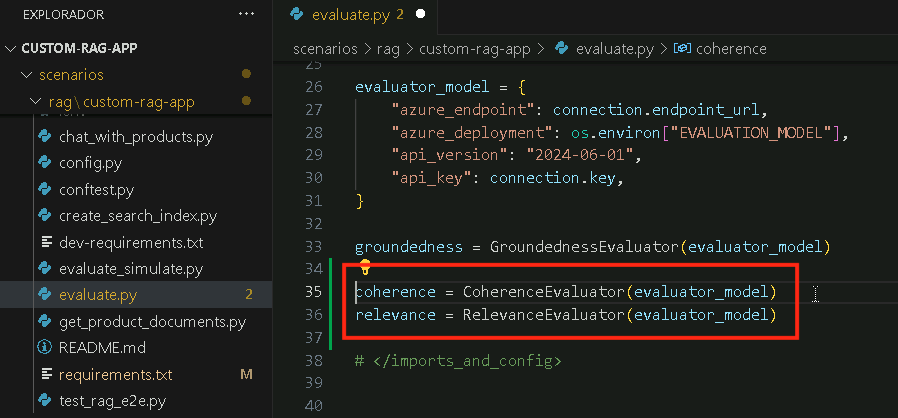 EXPLORADOR ...
CUSTOM-RAG-APP
scenarios
rag\custom-rag-app
chat_with_products.py
config.py
conftest.py
create_search_index.py
dev-requirements.txt
evaluate_simulate.py
evaluate.py 2
get_product_documents.py
README.md
requirements.txt M
test_rag_e2e.py
evaluate.py 2
scenarios > rag > custom-rag-app > evaluate.py > coherence
25
26 evaluator_model = {
27 "azure_endpoint": connection.endpoint_url,
28 "azure_deployment": os.environ["EVALUATION_MODEL"],
29 "api_version": "2024-06-01",
30 "api_key": connection.key,
31 }
32
33 groundedness = GroundednessEvaluator(evaluator_model)
34
35 coherence = CoherenceEvaluator(evaluator_model)
36 relevance = RelevanceEvaluator(evaluator_model)
37
38 # </imports_and_config>
39
40